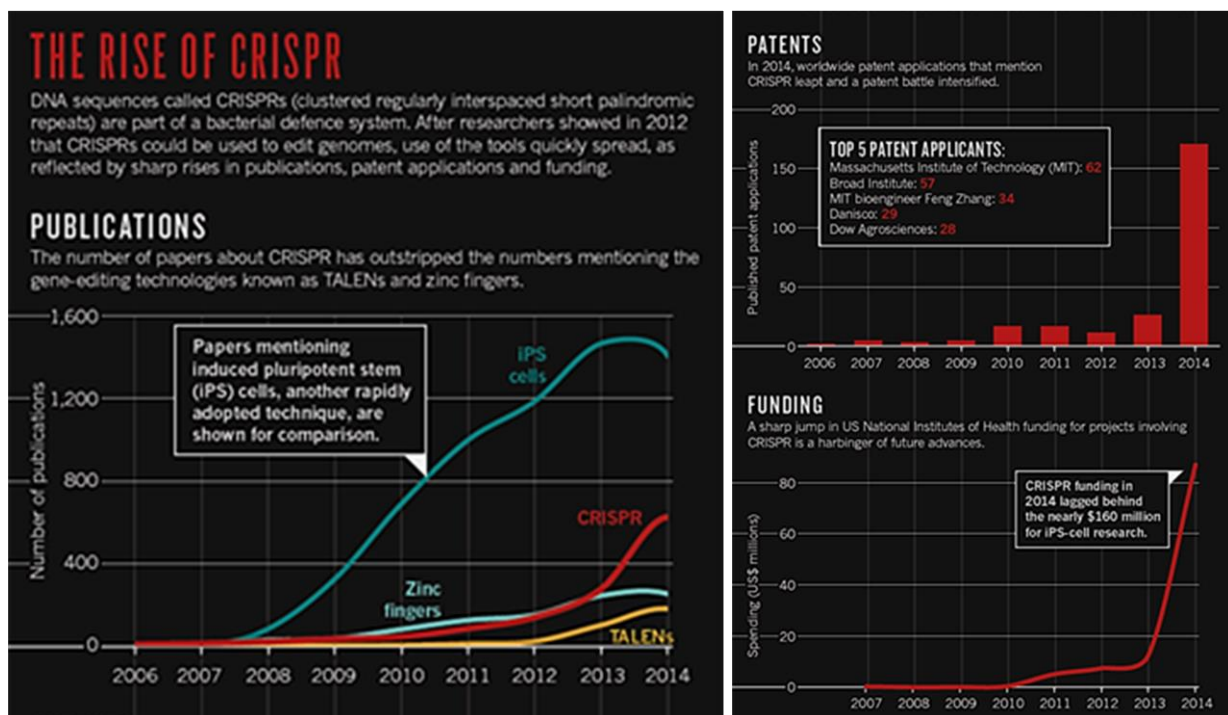 THE RISE OF CRISPR
DNA sequences called CRISPRs (clustered regularly interspaced short palindromic
repeats) are part of a bacterial defence system. After researchers showed in 2012
that CRISPRs could be used to edit genomes, use of the tools quickly spread, as
reflected by sharp rises in publications, patent applications and funding.
PUBLICATIONS
The number of papers about CRISPR has outstripped the numbers mentioning the
gene-editing technologies known as TALENs and zinc fingers.
1,600
1,200
800
400
0
Number of publications
Papers mentioning
induced pluripotent stem
(iPS) cells, another rapidly
adopted technique, are
shown for comparison.
iPS
cells
CRISPR
Zinc
fingers
TALENs
2006 2007 2008 2009 2010 2011 2012 2013 2014
PATENTS
In 2014, worldwide patent applications that mention
CRISPR leapt and a patent battle intensified.
200
150
100
50
0
Published patent applications
TOP 5 PATENT APPLICANTS:
Massachusetts Institute of Technology (MIT): 62
Broad Institute: 57
MIT bioengineer Feng Zhang: 34
Danisco: 29
Dow Agrosciences: 28
2006 2007 2008 2009 2010 2011 2012 2013 2014
FUNDING
A sharp jump in US National Institutes of Health funding for projects involving
CRISPR is a harbinger of future advances.
80
60
40
20
0
Spending (US$ millions)
CRISPR funding in
2014 lagged behind
the nearly $160 million
for iPS-cell research.
2007 2008 2009 2010 2011 2012 2013 2014